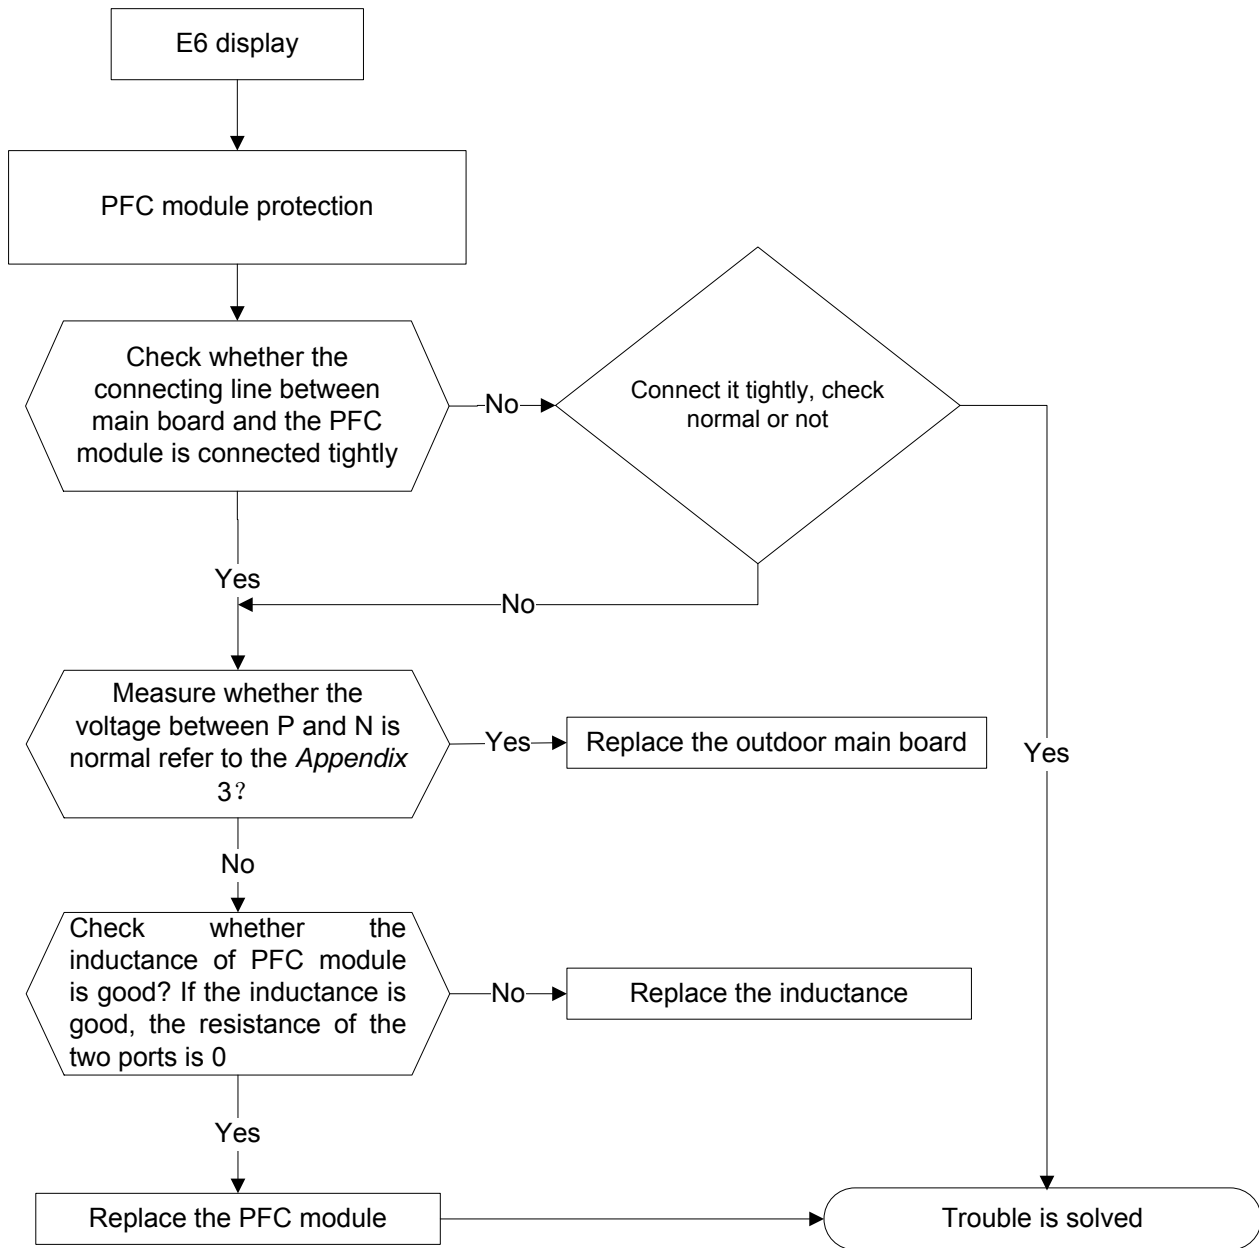 E6 display
PFC module protection
Check whether the
connecting line between
main board and the PFC
module is connected tightly
No
Connect it tightly, check
normal or not
Yes
No
Measure whether the
voltage between P and N is
normal refer to the Appendix
3？
Yes
Replace the outdoor main board
Yes
No
Check whether the
inductance of PFC module
is good? If the inductance is
good, the resistance of the
two ports is 0
No
Replace the inductance
Yes
Replace the PFC module
Trouble is solved